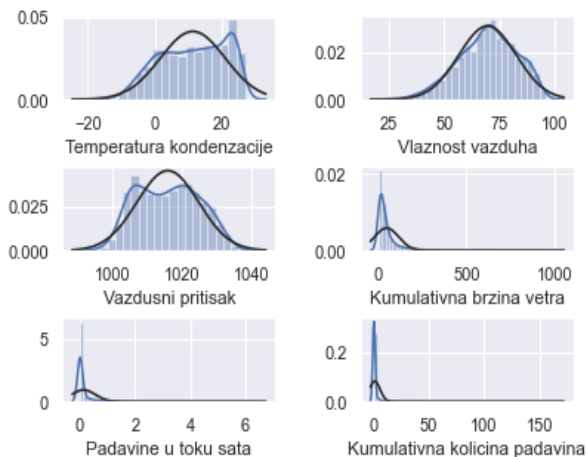 0.05
0.00
−20 0 20
Temperatura kondenzacije
0.02
0.00
25 50 75 100
Vlaznost vazduha
0.025
0.000
1000 1020 1040
Vazdusni pritisak
0.02
0.00
0 500 1000
Kumulativna brzina vetra
5
0
0 2 4 6
Padavine u toku sata
0.2
0.0
0 50 100 150
Kumulativna kolicina padavina